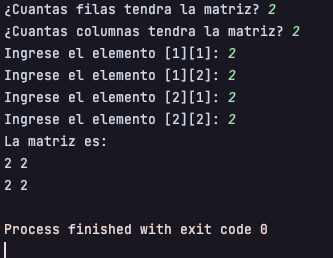 ¿Cuantas filas tendra la matriz? 2
¿Cuantas columnas tendra la matriz? 2
Ingrese el elemento [1][1]: 2
Ingrese el elemento [1][2]: 2
Ingrese el elemento [2][1]: 2
Ingrese el elemento [2][2]: 2
La matriz es:
2 2
2 2
Process finished with exit code 0